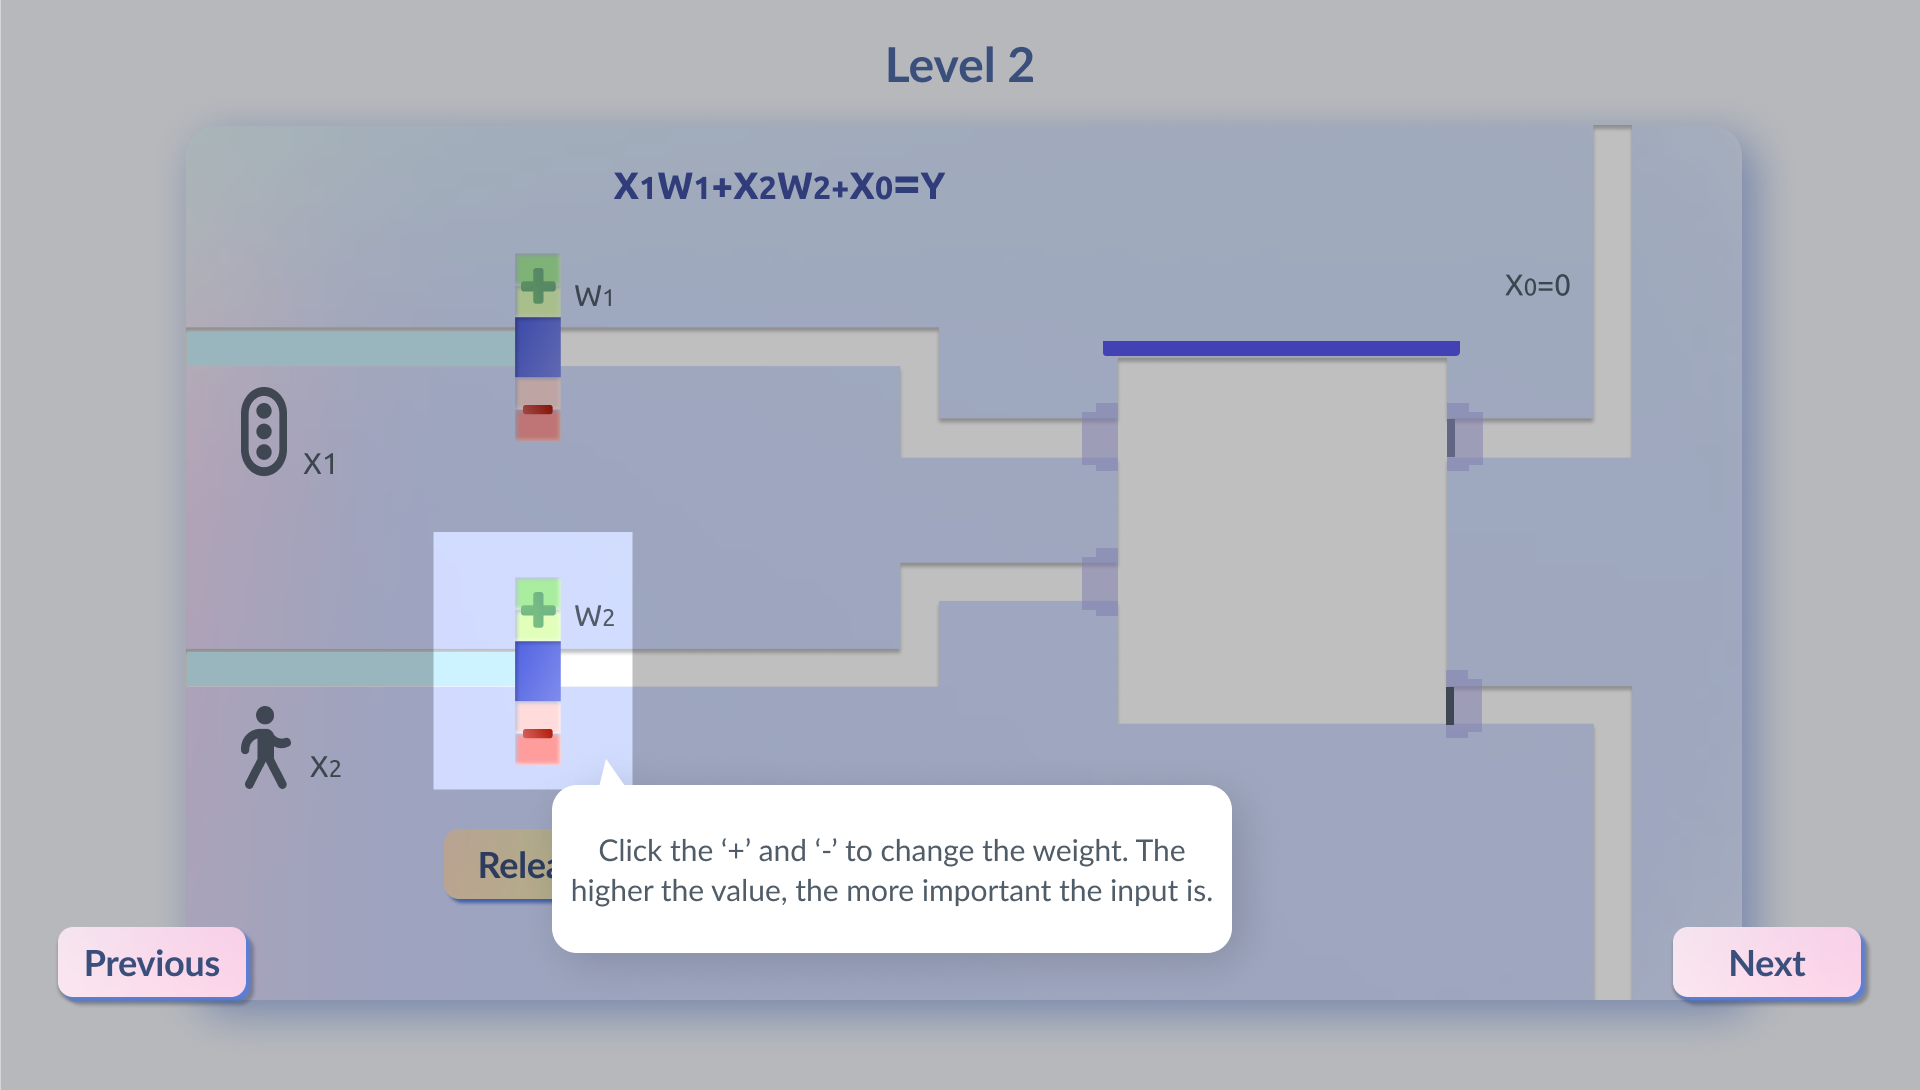 Level 2
X1W1+X2W2+X0=Y
W1
X0=0
X1
W2
X2
Click the ‘+’ and ‘-’ to change the weight. The
higher the value, the more important the input is.
Previous
Next